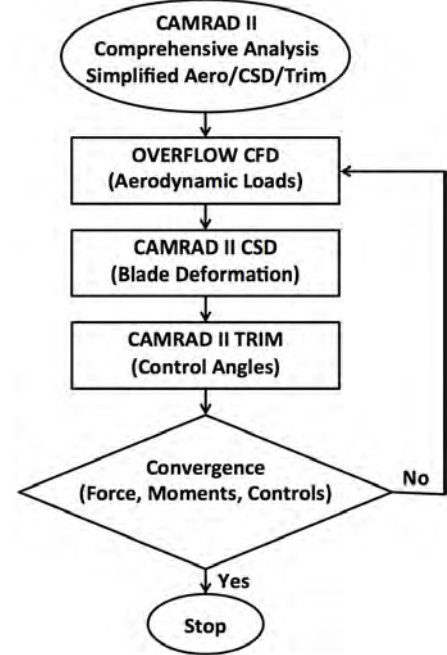 CAMRAD II
Comprehensive Analysis
Simplified Aero/CSD/Trim
OVERFLOW CFD
(Aerodynamic Loads)
CAMRAD II CSD
(Blade Deformation)
CAMRAD II TRIM
(Control Angles)
Convergence
(Force, Moments, Controls)
No
Yes
Stop